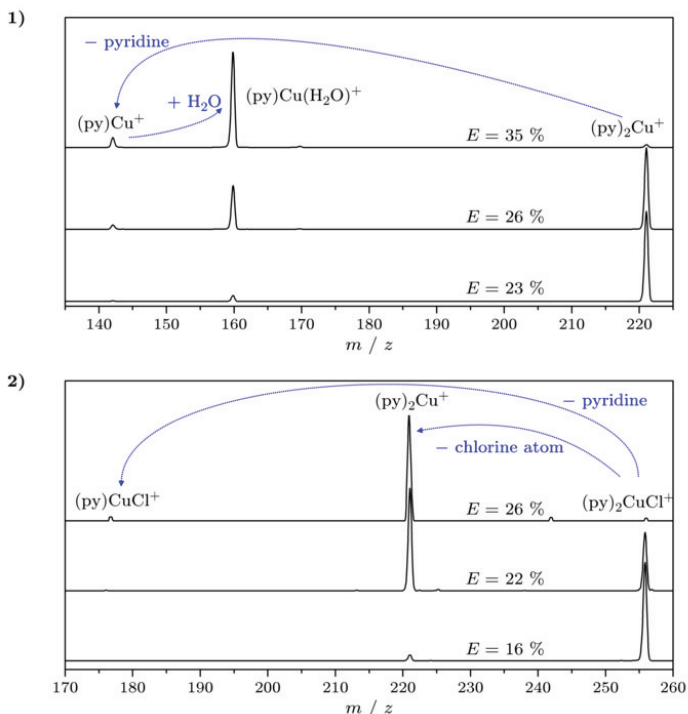 1)
− pyridine
+ H₂O
(py)Cu(H₂O)⁺
(py)Cu⁺
(py)₂Cu⁺
E = 35 %
E = 26 %
E = 23 %
140 150 160 170 180 190 200 210 220
m / z
2)
(py)₂Cu⁺
− pyridine
− chlorine atom
(py)CuCl⁺
(py)₂CuCl⁺
E = 26 %
E = 22 %
E = 16 %
170 180 190 200 210 220 230 240 250 260
m / z